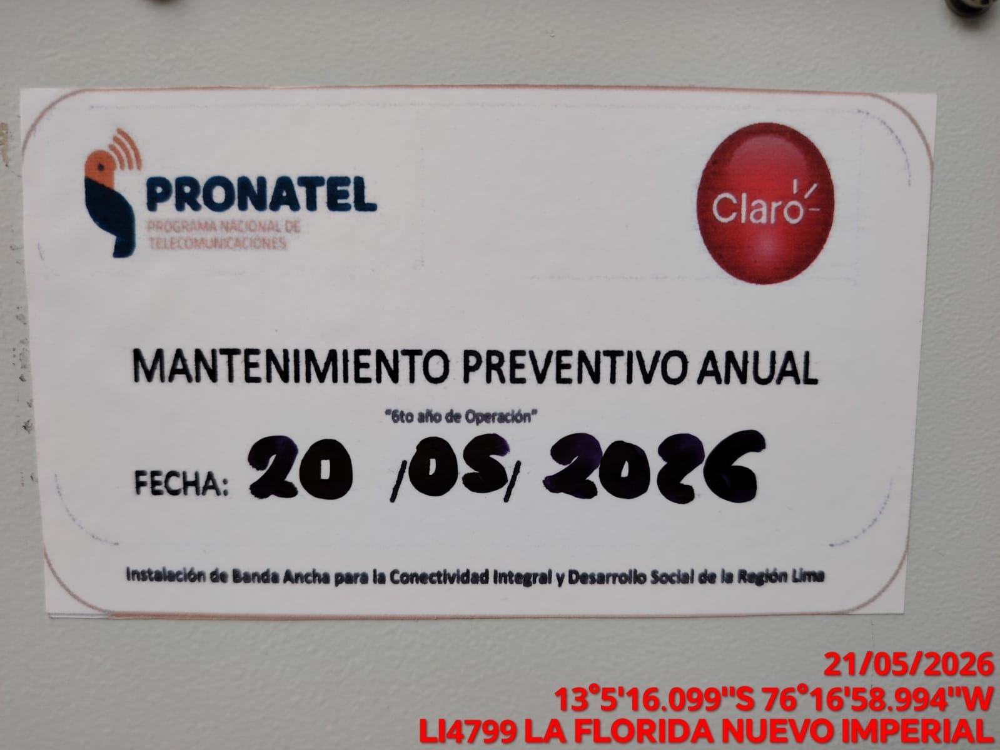 PRONATEL
PROGRAMA NACIONAL DE
TELECOMUNICACIONES
Claro
MANTENIMIENTO PREVENTIVO ANUAL
"6to año de Operación"
FECHA: 20 / 05 / 2026
Instalación de Banda Ancha para la Conectividad Integral y Desarrollo Social de la Región Lima
21/05/2026
13°5'16.099"S 76°16'58.994"W
LI4799 LA FLORIDA NUEVO IMPERIAL